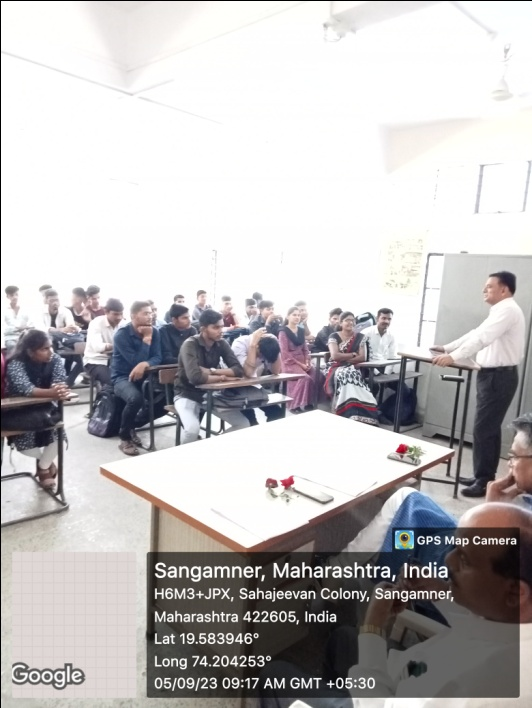 GPS Map Camera
Sangamner, Maharashtra, India
H6M3+JPX, Sahajeevan Colony, Sangamner,
Maharashtra 422605, India
Lat 19.583946°
Long 74.204253°
05/09/23 09:17 AM GMT +05:30
Google